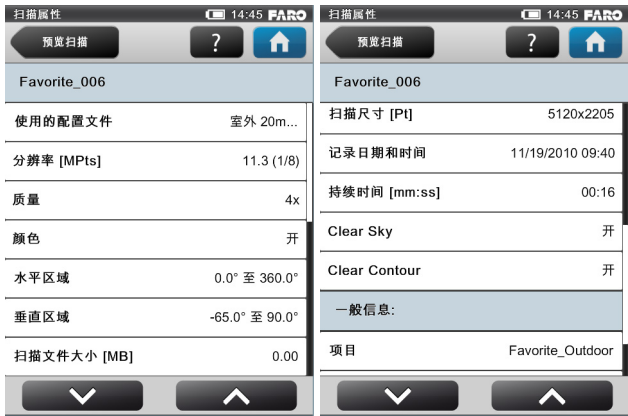 扫描属性
14:45 FARO
预览扫描
?
Favorite_006
使用的配置文件 室外 20m...
分辨率 [MPts] 11.3 (1/8)
质量 4x
颜色 开
水平区域 0.0° 至 360.0°
垂直区域 -65.0° 至 90.0°
扫描文件大小 [MB] 0.00
扫描属性
14:45 FARO
预览扫描
?
Favorite_006
扫描尺寸 [Pt] 5120x2205
记录日期和时间 11/19/2010 09:40
持续时间 [mm:ss] 00:16
Clear Sky 开
Clear Contour 开
一般信息:
项目 Favorite_Outdoor